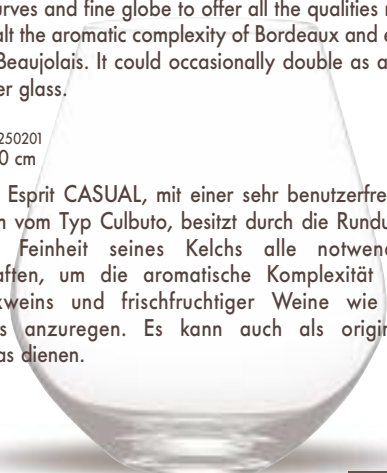 urves and fine globe to offer all the qualities
alt the aromatic complexity of Bordeaux and
Beaujolais. It could occasionally double as a
er glass.
250201
0 cm
Esprit CASUAL, mit einer sehr benutzerfre
vom Typ Culbuto, besitzt durch die Rundu
Feinheit seines Kelchs alle notwen
aften, um die aromatische Komplexität
xweins und frischfruchtiger Weine wie
s anzuregen. Es kann auch als origin
as dienen.